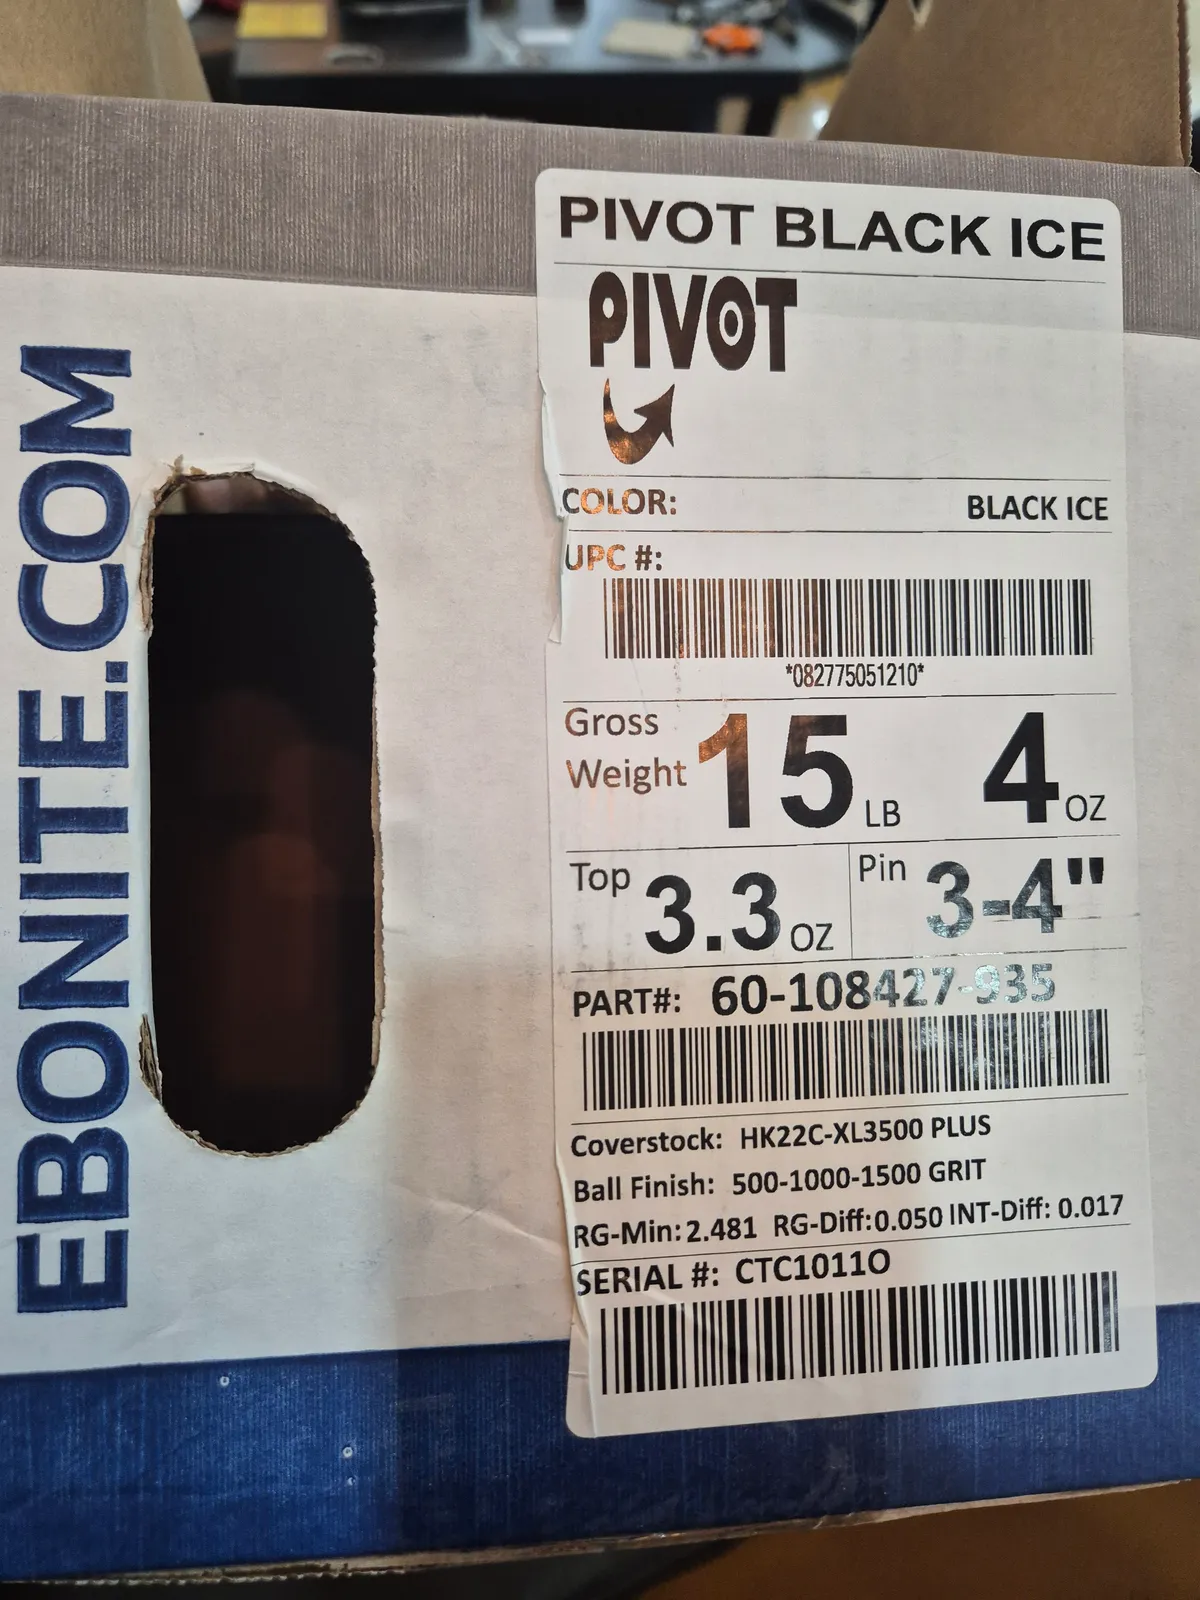 EBONITE.COM
PIVOT BLACK ICE
PIVOT
COLOR: BLACK ICE
UPC #:
*082775051210*
Gross Weight 15 LB 4 OZ
Top 3.3 OZ Pin 3-4"
PART#: 60-108427-935
Coverstock: HK22C-XL3500 PLUS
Ball Finish: 500-1000-1500 GRIT
RG-Min: 2.481 RG-Diff: 0.050 INT-Diff: 0.017
SERIAL #: CTC1011O